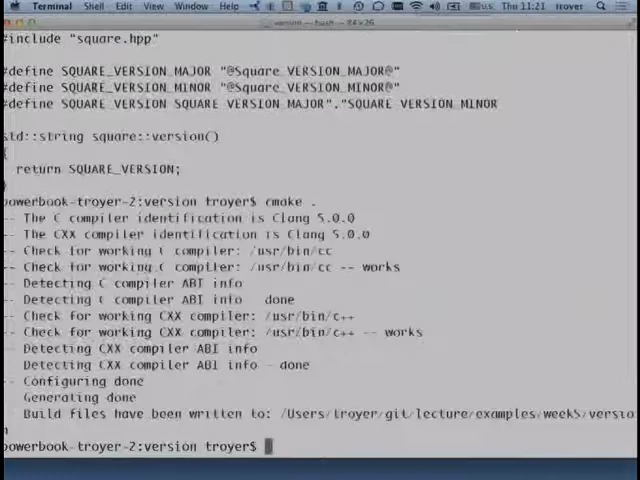 Terminal Shell Edit View Window Help U.S. Thu 11:21 troyer
version — bash — 84×26
#include "square.hpp"
#define SQUARE_VERSION_MAJOR "@Square_VERSION_MAJOR@"
#define SQUARE_VERSION_MINOR "@Square_VERSION_MINOR@"
#define SQUARE_VERSION SQUARE_VERSION_MAJOR"."SQUARE_VERSION_MINOR
std::string square::version()
{
return SQUARE_VERSION;
}
powerbook-troyer-2:version troyer$ cmake .
-- The C compiler identification is Clang 5.0.0
-- The CXX compiler identification is Clang 5.0.0
-- Check for working C compiler: /usr/bin/cc
-- Check for working C compiler: /usr/bin/cc -- works
-- Detecting C compiler ABI info
-- Detecting C compiler ABI info - done
-- Check for working CXX compiler: /usr/bin/c++
-- Check for working CXX compiler: /usr/bin/c++ -- works
-- Detecting CXX compiler ABI info
-- Detecting CXX compiler ABI info - done
-- Configuring done
-- Generating done
-- Build files have been written to: /Users/troyer/git/lecture/examples/week5/versio
n
powerbook-troyer-2:version troyer$